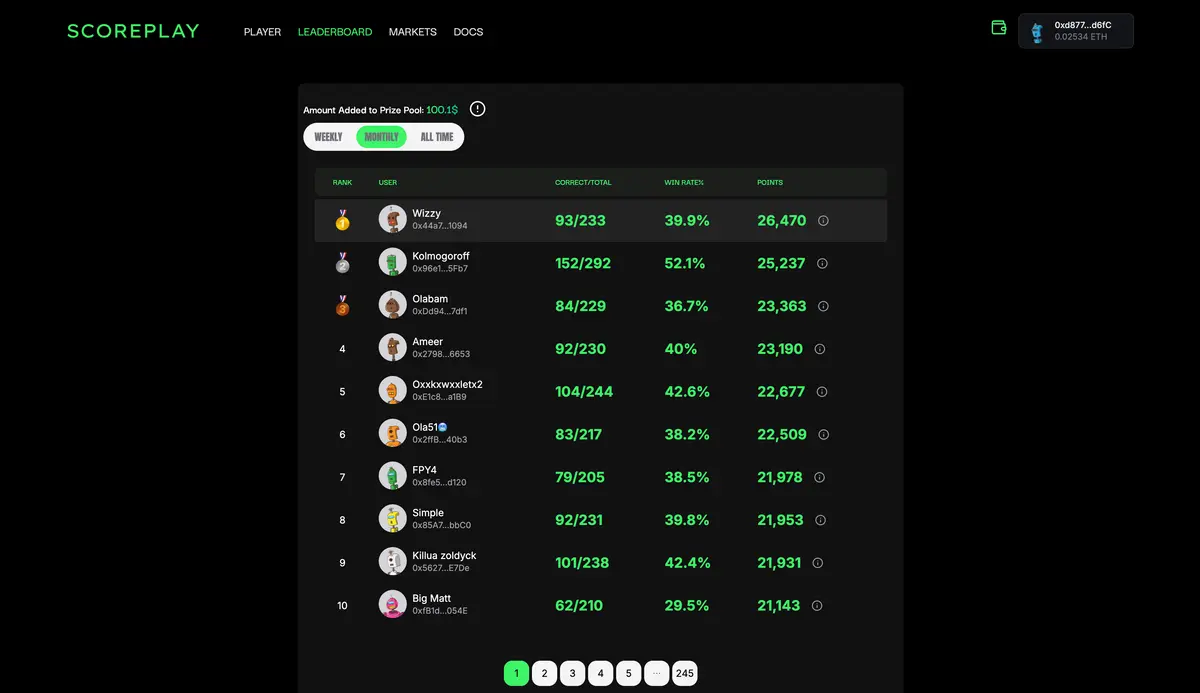 SCOREPLAY
PLAYER LEADERBOARD MARKETS DOCS
0xd877...d6fC
0.02534 ETH
Amount Added to Prize Pool: 100.1$
WEEKLY MONTHLY ALL TIME
RANK USER CORRECT/TOTAL WIN RATE% POINTS
1 Wizzy 93/233 39.9% 26,470
0x44a7...1094
2 Kolmogoroff 152/292 52.1% 25,237
0x96e1...5Fb7
3 Olabam 84/229 36.7% 23,363
0xDd94...7df1
4 Ameer 92/230 40% 23,190
0x2798...6653
5 Oxxkxwxxletx2 104/244 42.6% 22,677
0xE1c8...a1B9
6 Ola51🥶 83/217 38.2% 22,509
0x2ffB...40b3
7 FPY4 79/205 38.5% 21,978
0x8fe5...d120
8 Simple 92/231 39.8% 21,953
0x85A7...bbC0
9 Killua zoldyck 101/238 42.4% 21,931
0x5627...E7De
10 Big Matt 62/210 29.5% 21,143
0xfB1d...054E
1 2 3 4 5 ... 245